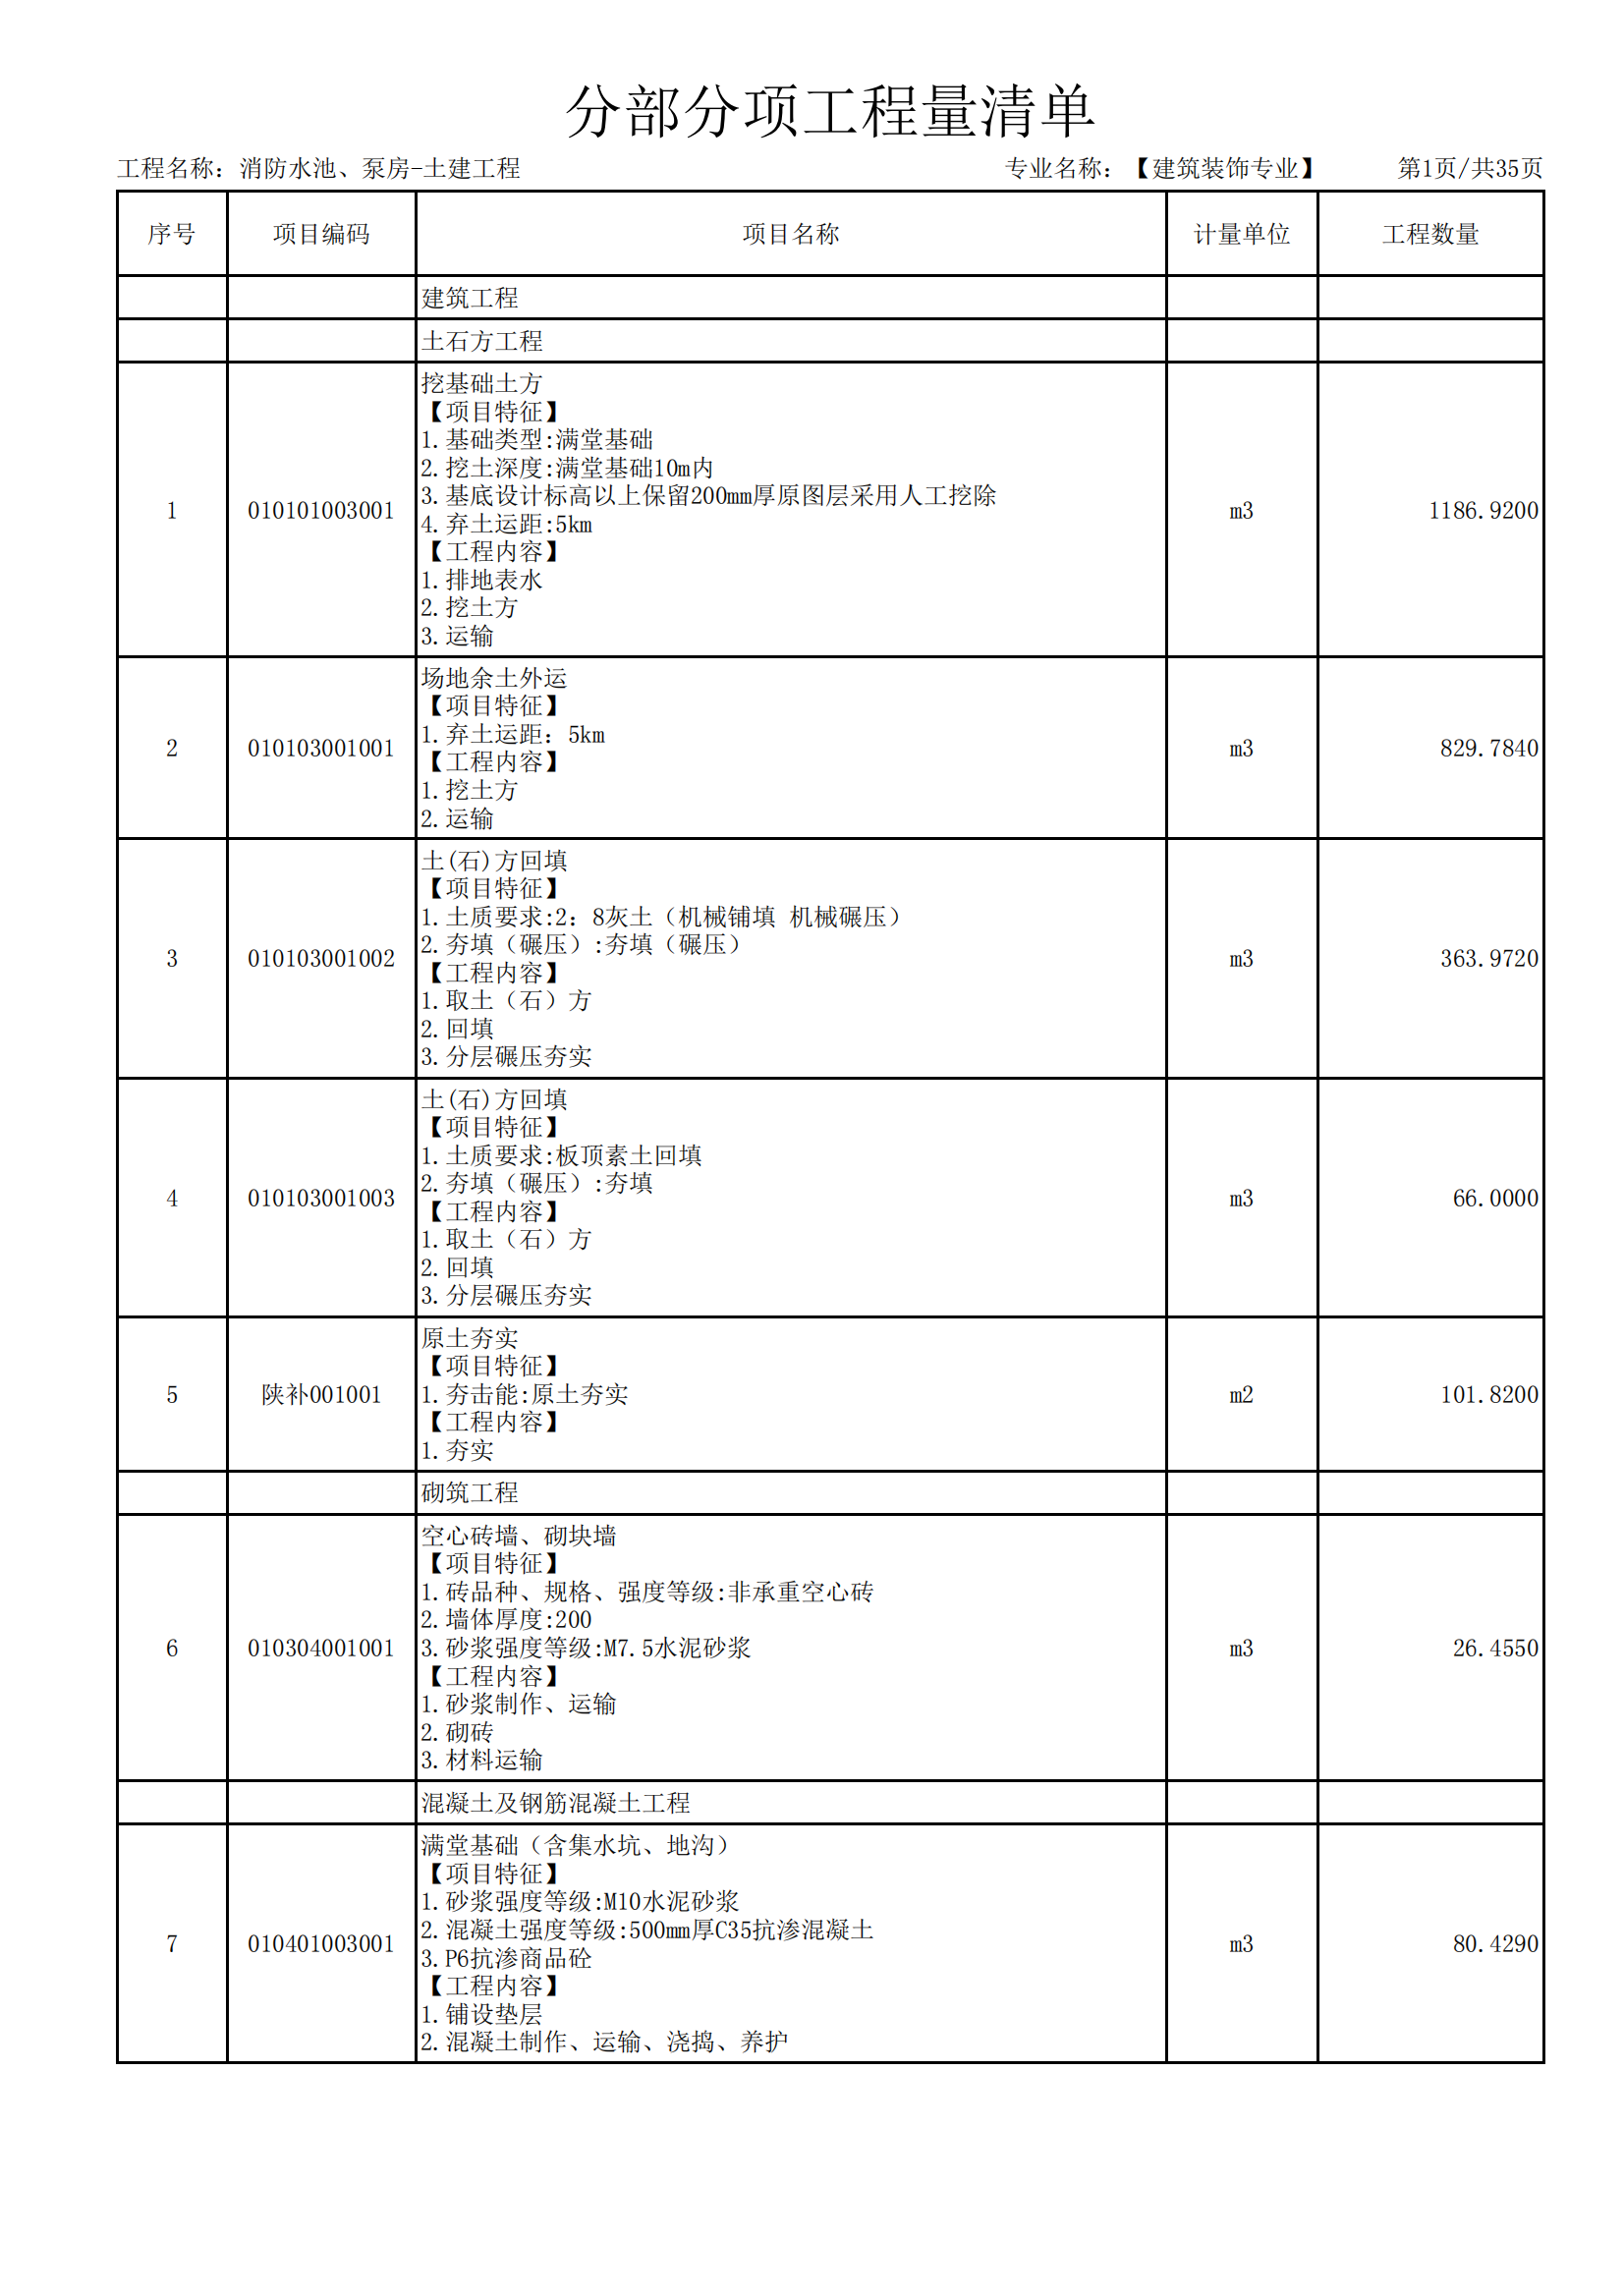 分部分项工程量清单
工程名称：消防水池、泵房-土建工程 专业名称：【建筑装饰专业】 第1页/共35页
序号 项目编码 项目名称 计量单位 工程数量
建筑工程
土石方工程
挖基础土方
【项目特征】
1.基础类型:满堂基础
2.挖土深度:满堂基础10m内
3.基底设计标高以上保留200mm厚原图层采用人工挖除
4.弃土运距:5km
【工程内容】
1.排地表水
2.挖土方
3.运输
1 010101003001 m3 1186.9200
场地余土外运
【项目特征】
1.弃土运距：5km
【工程内容】
1.挖土方
2.运输
2 010103001001 m3 829.7840
土(石)方回填
【项目特征】
1.土质要求:2：8灰土（机械铺填 机械碾压）
2.夯填（碾压）:夯填（碾压）
【工程内容】
1.取土（石）方
2.回填
3.分层碾压夯实
3 010103001002 m3 363.9720
土(石)方回填
【项目特征】
1.土质要求:板顶素土回填
2.夯填（碾压）:夯填
【工程内容】
1.取土（石）方
2.回填
3.分层碾压夯实
4 010103001003 m3 66.0000
原土夯实
【项目特征】
1.夯击能:原土夯实
【工程内容】
1.夯实
5 陕补001001 m2 101.8200
砌筑工程
空心砖墙、砌块墙
【项目特征】
1.砖品种、规格、强度等级:非承重空心砖
2.墙体厚度:200
3.砂浆强度等级:M7.5水泥砂浆
【工程内容】
1.砂浆制作、运输
2.砌砖
3.材料运输
6 010304001001 m3 26.4550
混凝土及钢筋混凝土工程
满堂基础（含集水坑、地沟）
【项目特征】
1.砂浆强度等级:M10水泥砂浆
2.混凝土强度等级:500mm厚C35抗渗混凝土
3.P6抗渗商品砼
【工程内容】
1.铺设垫层
2.混凝土制作、运输、浇捣、养护
7 010401003001 m3 80.4290